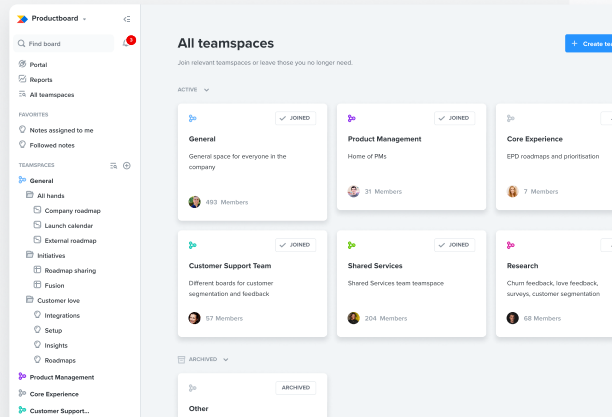 Productboard
Find board
3
Portal
Reports
All teamspaces
FAVORITES
Notes assigned to me
Followed notes
TEAMSPACES
General
All hands
Company roadmap
Launch calendar
External roadmap
Initiatives
Roadmap sharing
Fusion
Customer love
Integrations
Setup
Insights
Roadmaps
Product Management
Core Experience
Customer Support...
All teamspaces
+ Create tea
Join relevant teamspaces or leave those you no longer need.
ACTIVE
JOINED
General
General space for everyone in the
company
493 Members
JOINED
Product Management
Home of PMs
31 Members
Core Experience
EPD roadmaps and prioritisation
7 Members
JOINED
Customer Support Team
Different boards for customer
segmentation and feedback
57 Members
JOINED
Shared Services
Shared Services team teamspace
204 Members
Research
Churn feedback, love feedback,
surveys, customer segmentation
68 Members
ARCHIVED
ARCHIVED
Other